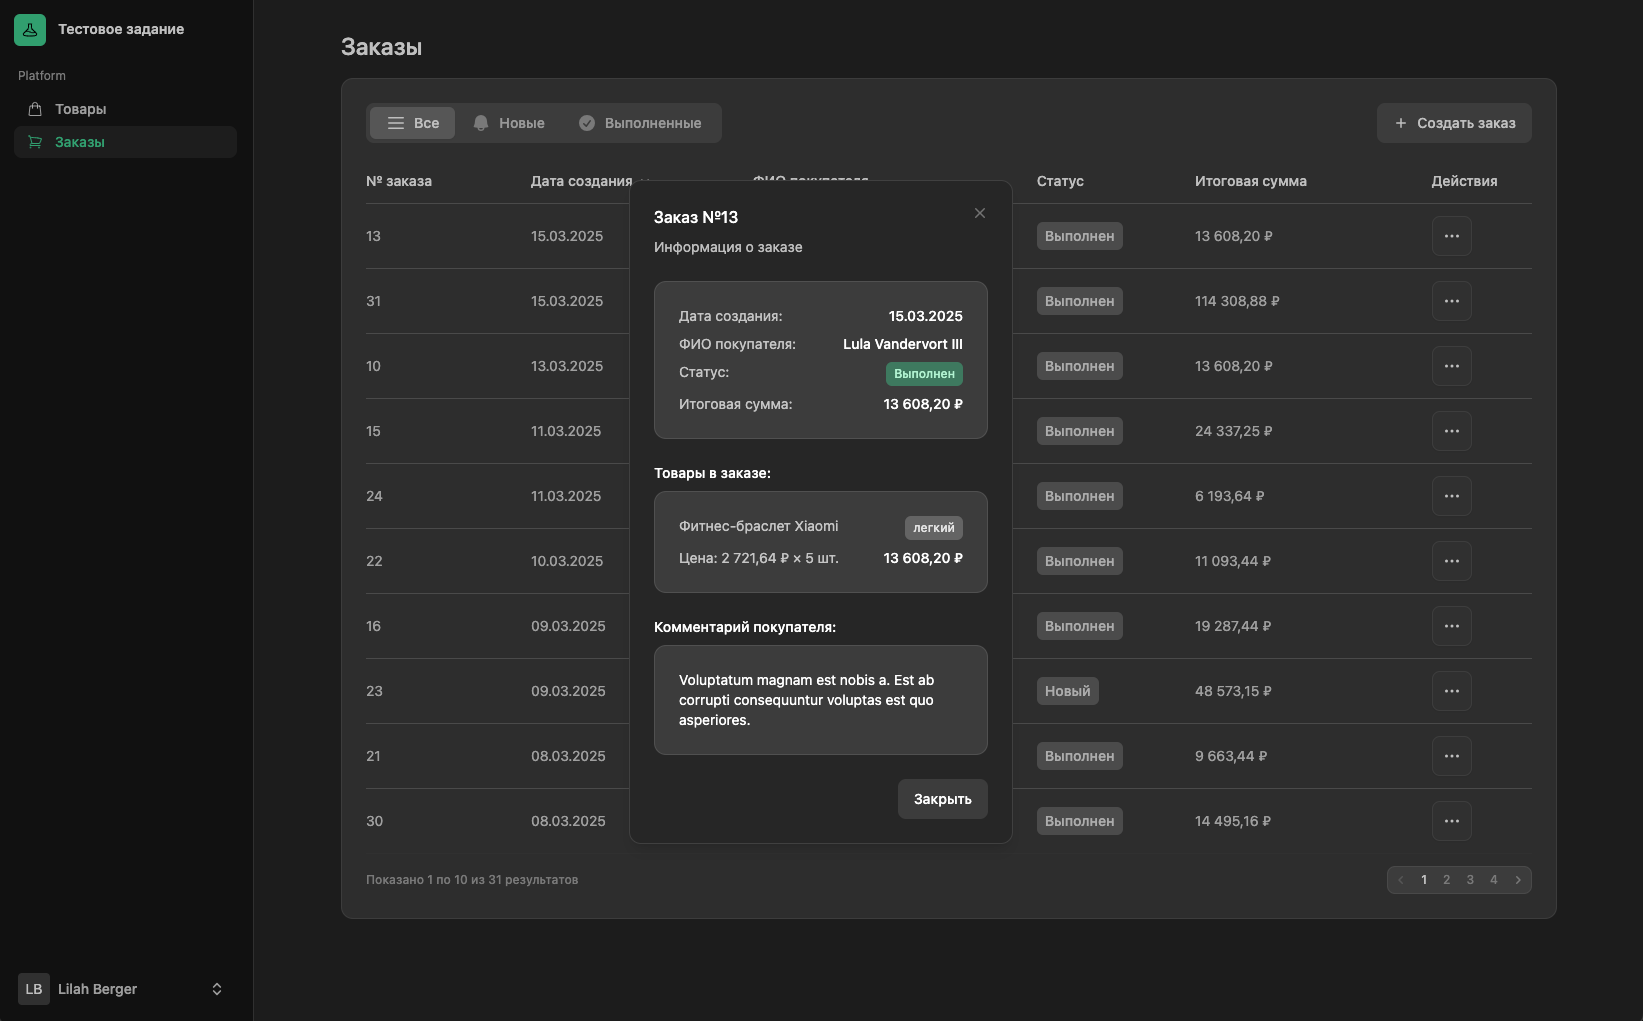 Тестовое задание
Platform
Товары
Заказы
LB Lilah Berger
Заказы
Все Новые Выполненные
+ Создать заказ
№ заказа Дата создания ФИО покупателя Статус Итоговая сумма Действия
13 15.03.2025 Выполнен 13 608,20 ₽
31 15.03.2025 Выполнен 114 308,88 ₽
10 13.03.2025 Выполнен 13 608,20 ₽
15 11.03.2025 Выполнен 24 337,25 ₽
24 11.03.2025 Выполнен 6 193,64 ₽
22 10.03.2025 Выполнен 11 093,44 ₽
16 09.03.2025 Выполнен 19 287,44 ₽
23 09.03.2025 Новый 48 573,15 ₽
21 08.03.2025 Выполнен 9 663,44 ₽
30 08.03.2025 Выполнен 14 495,16 ₽
Показано 1 по 10 из 31 результатов
1 2 3 4
Заказ №13
Информация о заказе
Дата создания: 15.03.2025
ФИО покупателя: Lula Vandervort III
Статус: Выполнен
Итоговая сумма: 13 608,20 ₽
Товары в заказе:
Фитнес-браслет Xiaomi легкий
Цена: 2 721,64 ₽ × 5 шт. 13 608,20 ₽
Комментарий покупателя:
Voluptatum magnam est nobis a. Est ab
corrupti consequuntur voluptas est quo
asperiores.
Закрыть